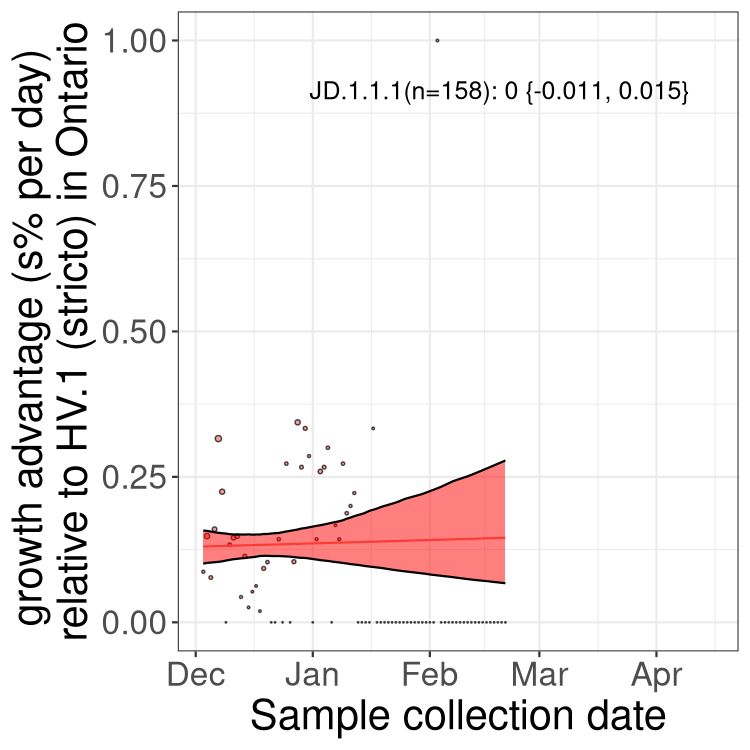 growth advantage (s% per day)
relative to HV.1 (stricto) in Ontario
1.00
0.75
0.50
0.25
0.00
JD.1.1.1(n=158): 0 {-0.011, 0.015}
Dec Jan Feb Mar Apr
Sample collection date